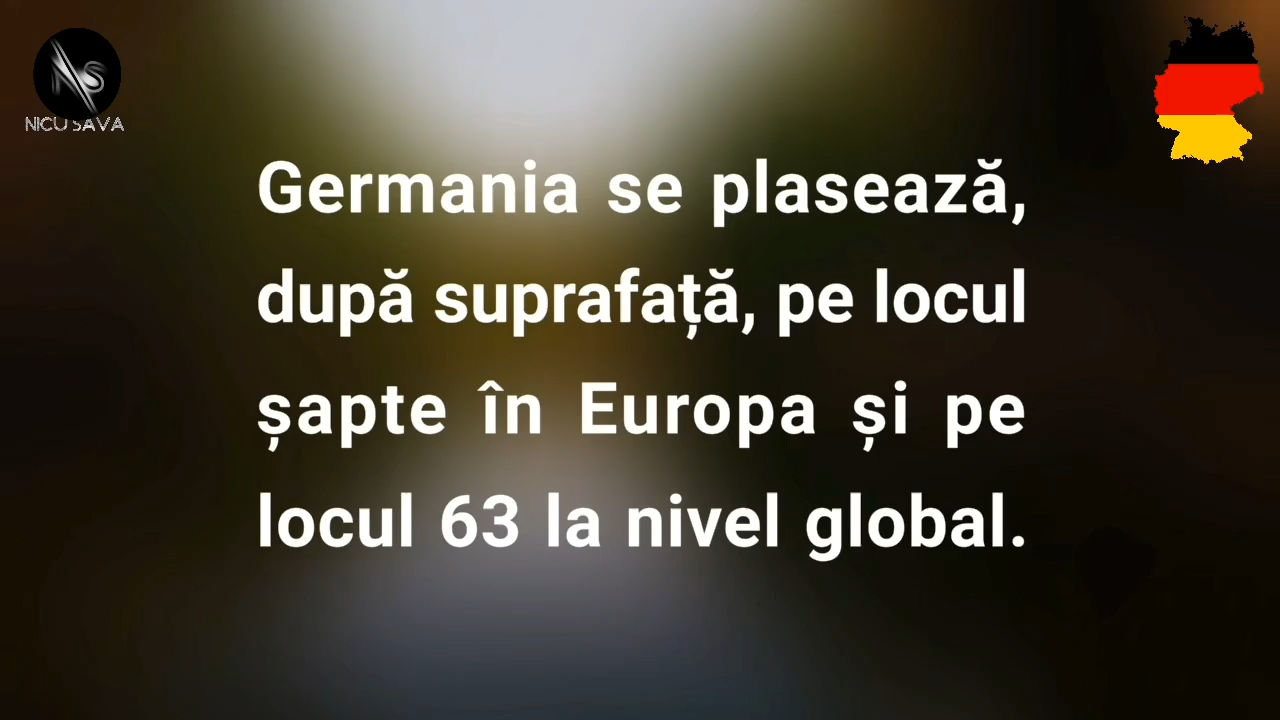 NICU SAVA
Germania se plasează,
după suprafață, pe locul
șapte în Europa și pe
locul 63 la nivel global.